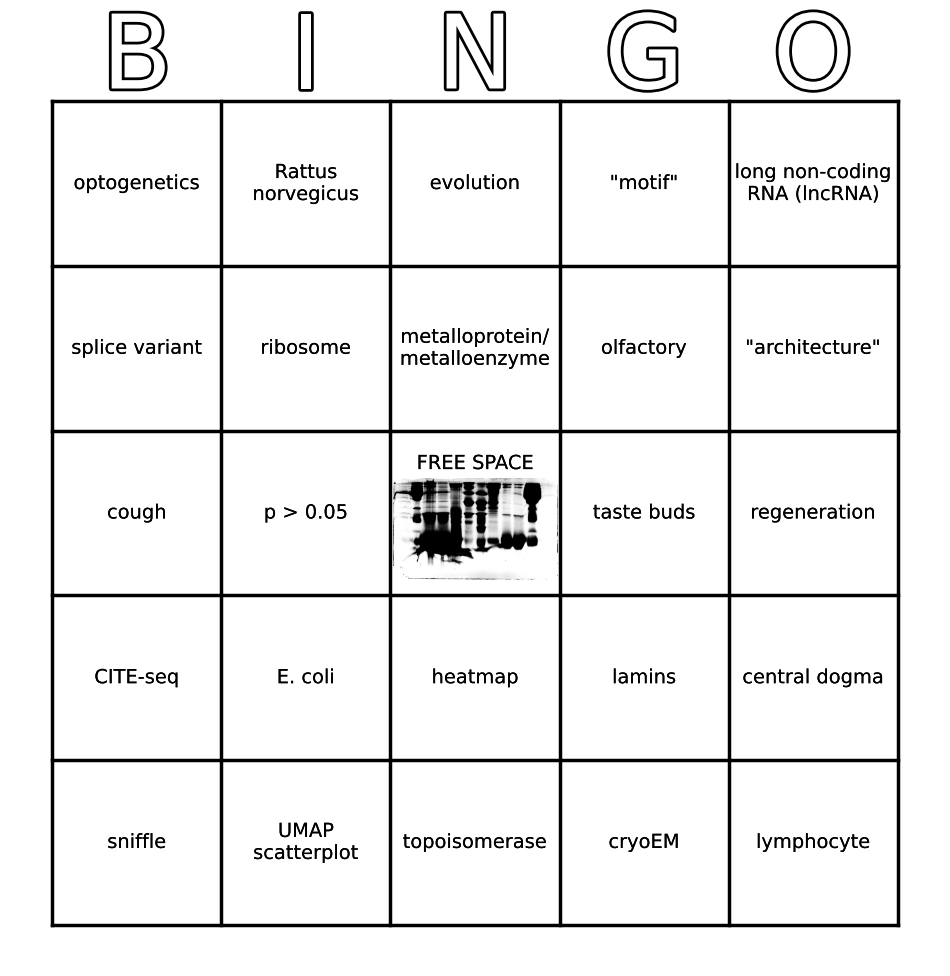 B I N G O
optogenetics
Rattus
norvegicus
evolution
"motif"
long non-coding
RNA (lncRNA)
splice variant
ribosome
metalloprotein/
metalloenzyme
olfactory
"architecture"
cough
p > 0.05
FREE SPACE
taste buds
regeneration
CITE-seq
E. coli
heatmap
lamins
central dogma
sniffle
UMAP
scatterplot
topoisomerase
cryoEM
lymphocyte